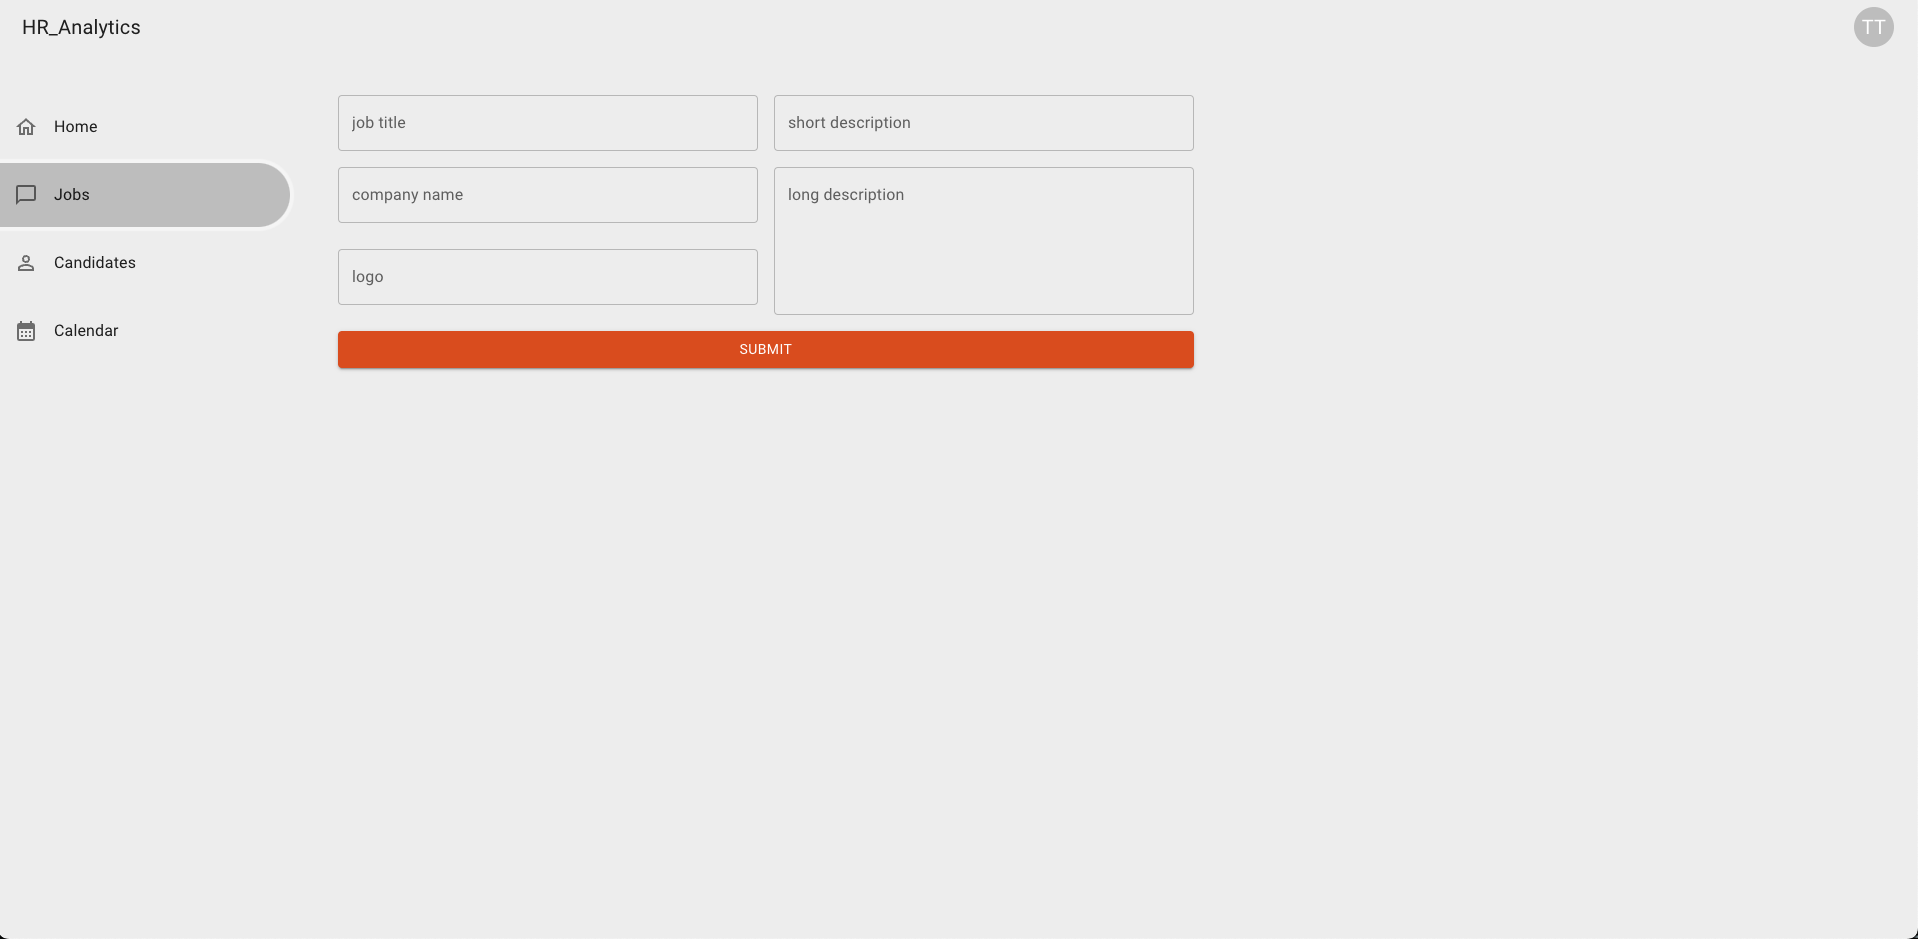 HR_Analytics
TT
Home
Jobs
Candidates
Calendar
job title
short description
company name
long description
logo
SUBMIT